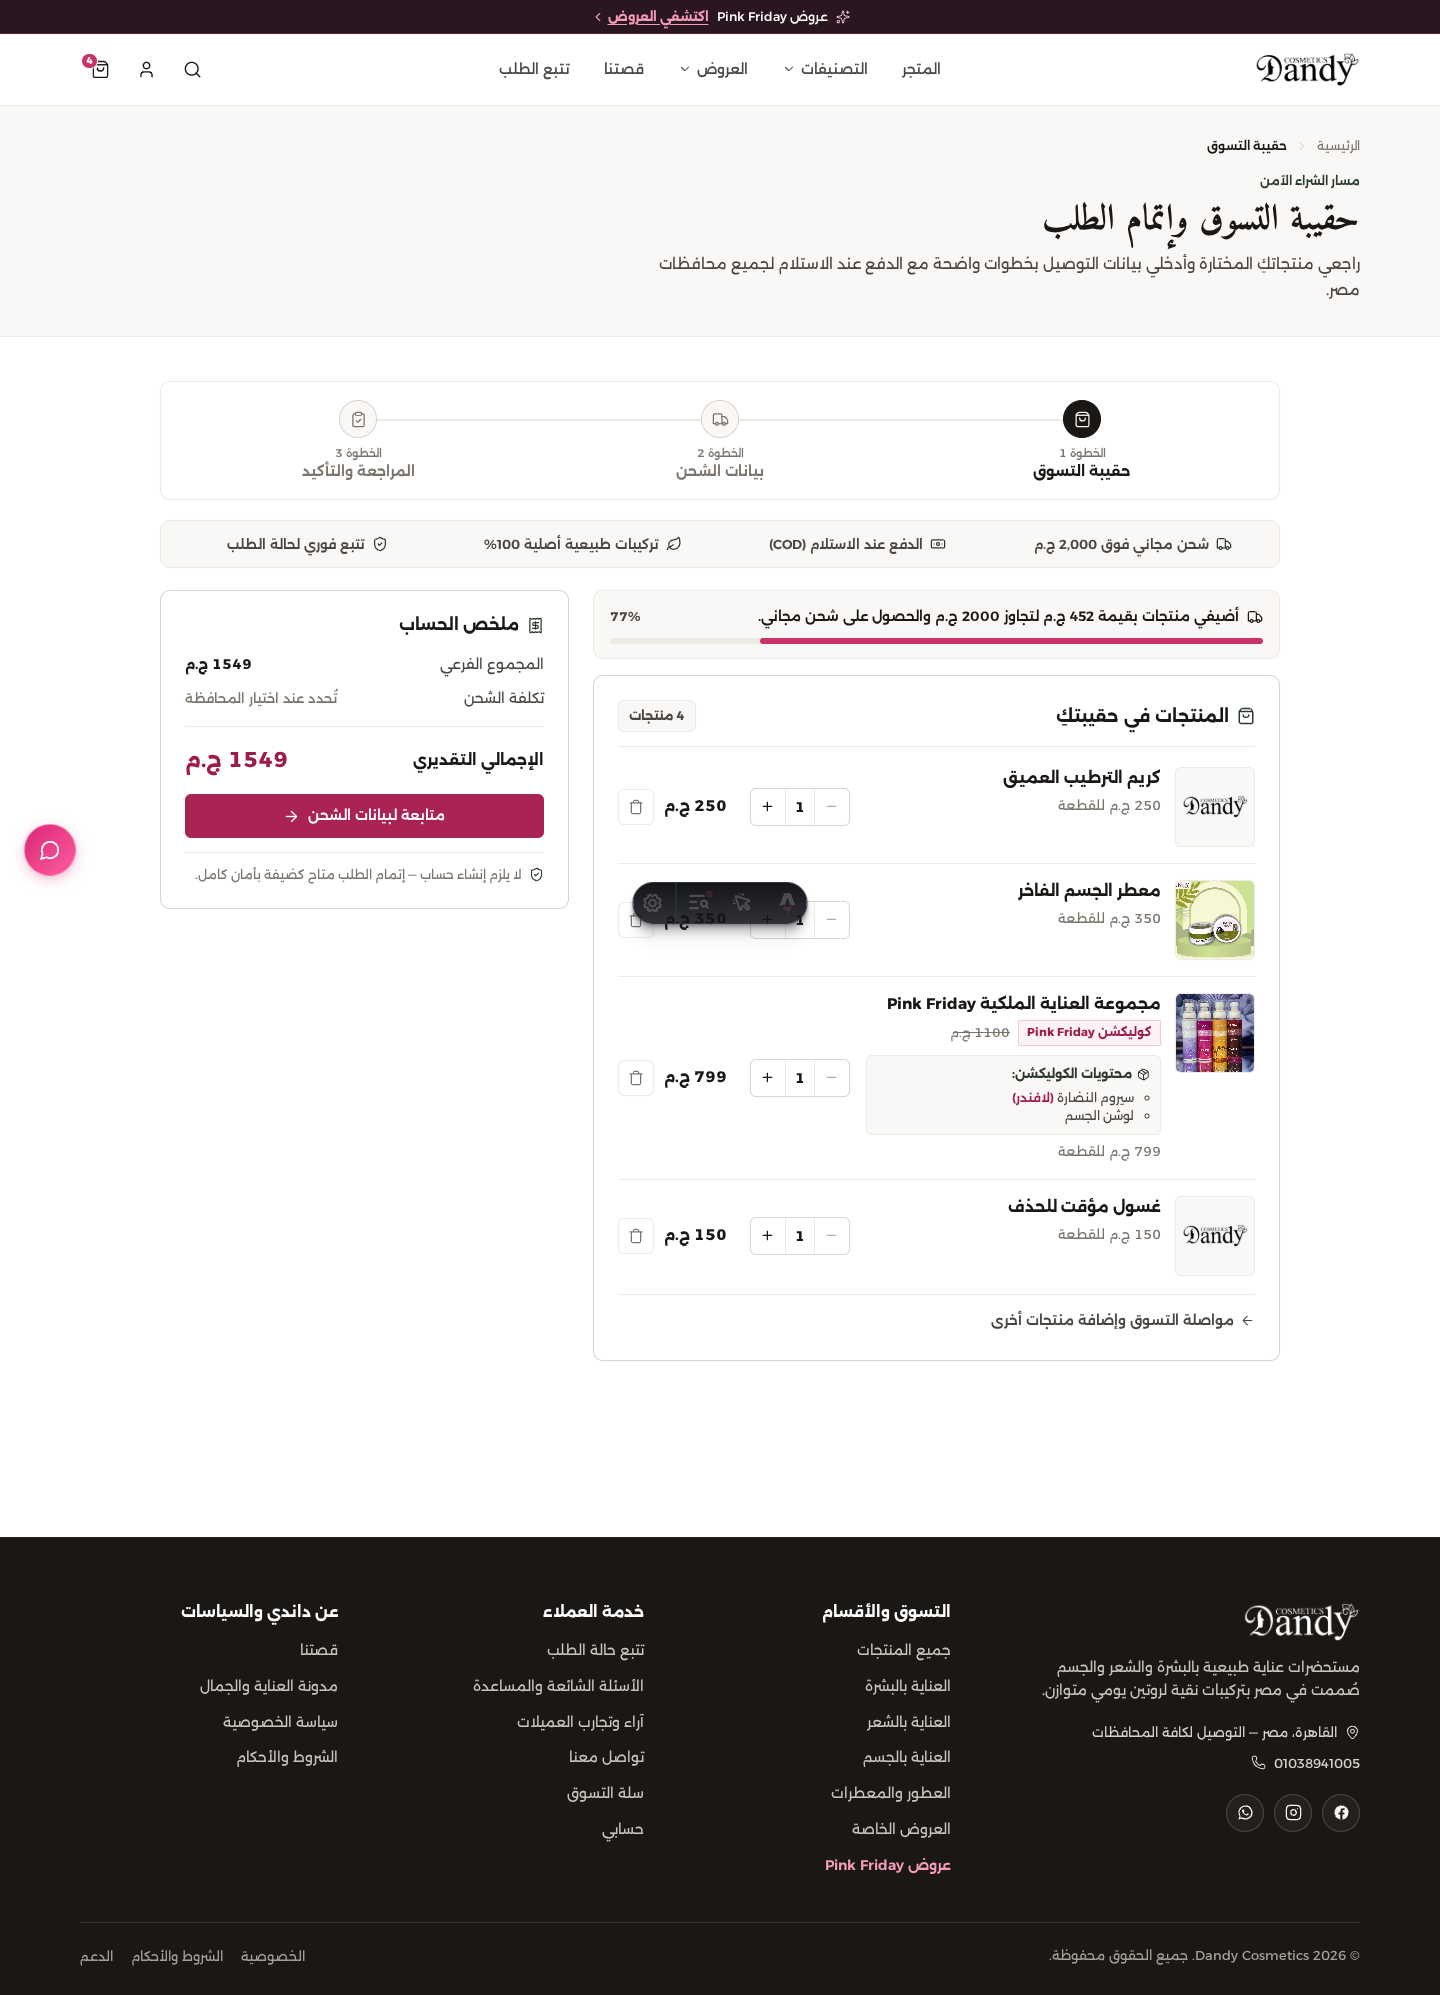 عروض Pink Friday اكتشفي العروض
Dandy COSMETICS
المتجر
التصنيفات
العروض
قصتنا
تتبع الطلب
4
الرئيسية
حقيبة التسوق
مسار الشراء الآمن
حقيبة التسوق وإتمام الطلب
راجعي منتجاتكِ المختارة وأدخلي بيانات التوصيل بخطوات واضحة مع الدفع عند الاستلام لجميع محافظات
مصر.
الخطوة 1
حقيبة التسوق
الخطوة 2
بيانات الشحن
الخطوة 3
المراجعة والتأكيد
شحن مجاني فوق 2,000 ج.م
الدفع عند الاستلام (COD)
تركيبات طبيعية أصلية 100%
تتبع فوري لحالة الطلب
أضيفي منتجات بقيمة 452 ج.م لتجاوز 2000 ج.م والحصول على شحن مجاني.
77%
المنتجات في حقيبتكِ
4 منتجات
Dandy COSMETICS
كريم الترطيب العميق
250 ج.م للقطعة
1
250 ج.م
معطر الجسم الفاخر
350 ج.م للقطعة
1
350 ج.م
مجموعة العناية الملكية Pink Friday
كوليكشن Pink Friday
1100 ج.م
محتويات الكوليكشن:
سيروم النضارة (لافندر)
لوشن الجسم
799 ج.م للقطعة
1
799 ج.م
Dandy COSMETICS
غسول مؤقت للحذف
150 ج.م للقطعة
1
150 ج.م
مواصلة التسوق وإضافة منتجات أخرى
ملخص الحساب
المجموع الفرعي
1549 ج.م
تكلفة الشحن
تُحدد عند اختيار المحافظة
الإجمالي التقديري
1549 ج.م
متابعة لبيانات الشحن
لا يلزم إنشاء حساب — إتمام الطلب متاح كضيفة بأمان كامل.
Dandy COSMETICS
مستحضرات عناية طبيعية بالبشرة والشعر والجسم
صُممت في مصر بتركيبات نقية لروتين يومي متوازن.
القاهرة، مصر — التوصيل لكافة المحافظات
01038941005
التسوق والأقسام
جميع المنتجات
العناية بالبشرة
العناية بالشعر
العناية بالجسم
العطور والمعطرات
العروض الخاصة
عروض Pink Friday
خدمة العملاء
تتبع حالة الطلب
الأسئلة الشائعة والمساعدة
آراء وتجارب العميلات
تواصل معنا
سلة التسوق
حسابي
عن داندي والسياسات
قصتنا
مدونة العناية والجمال
سياسة الخصوصية
الشروط والأحكام
© 2026 Dandy Cosmetics. جميع الحقوق محفوظة.
الخصوصية
الشروط والأحكام
الدعم